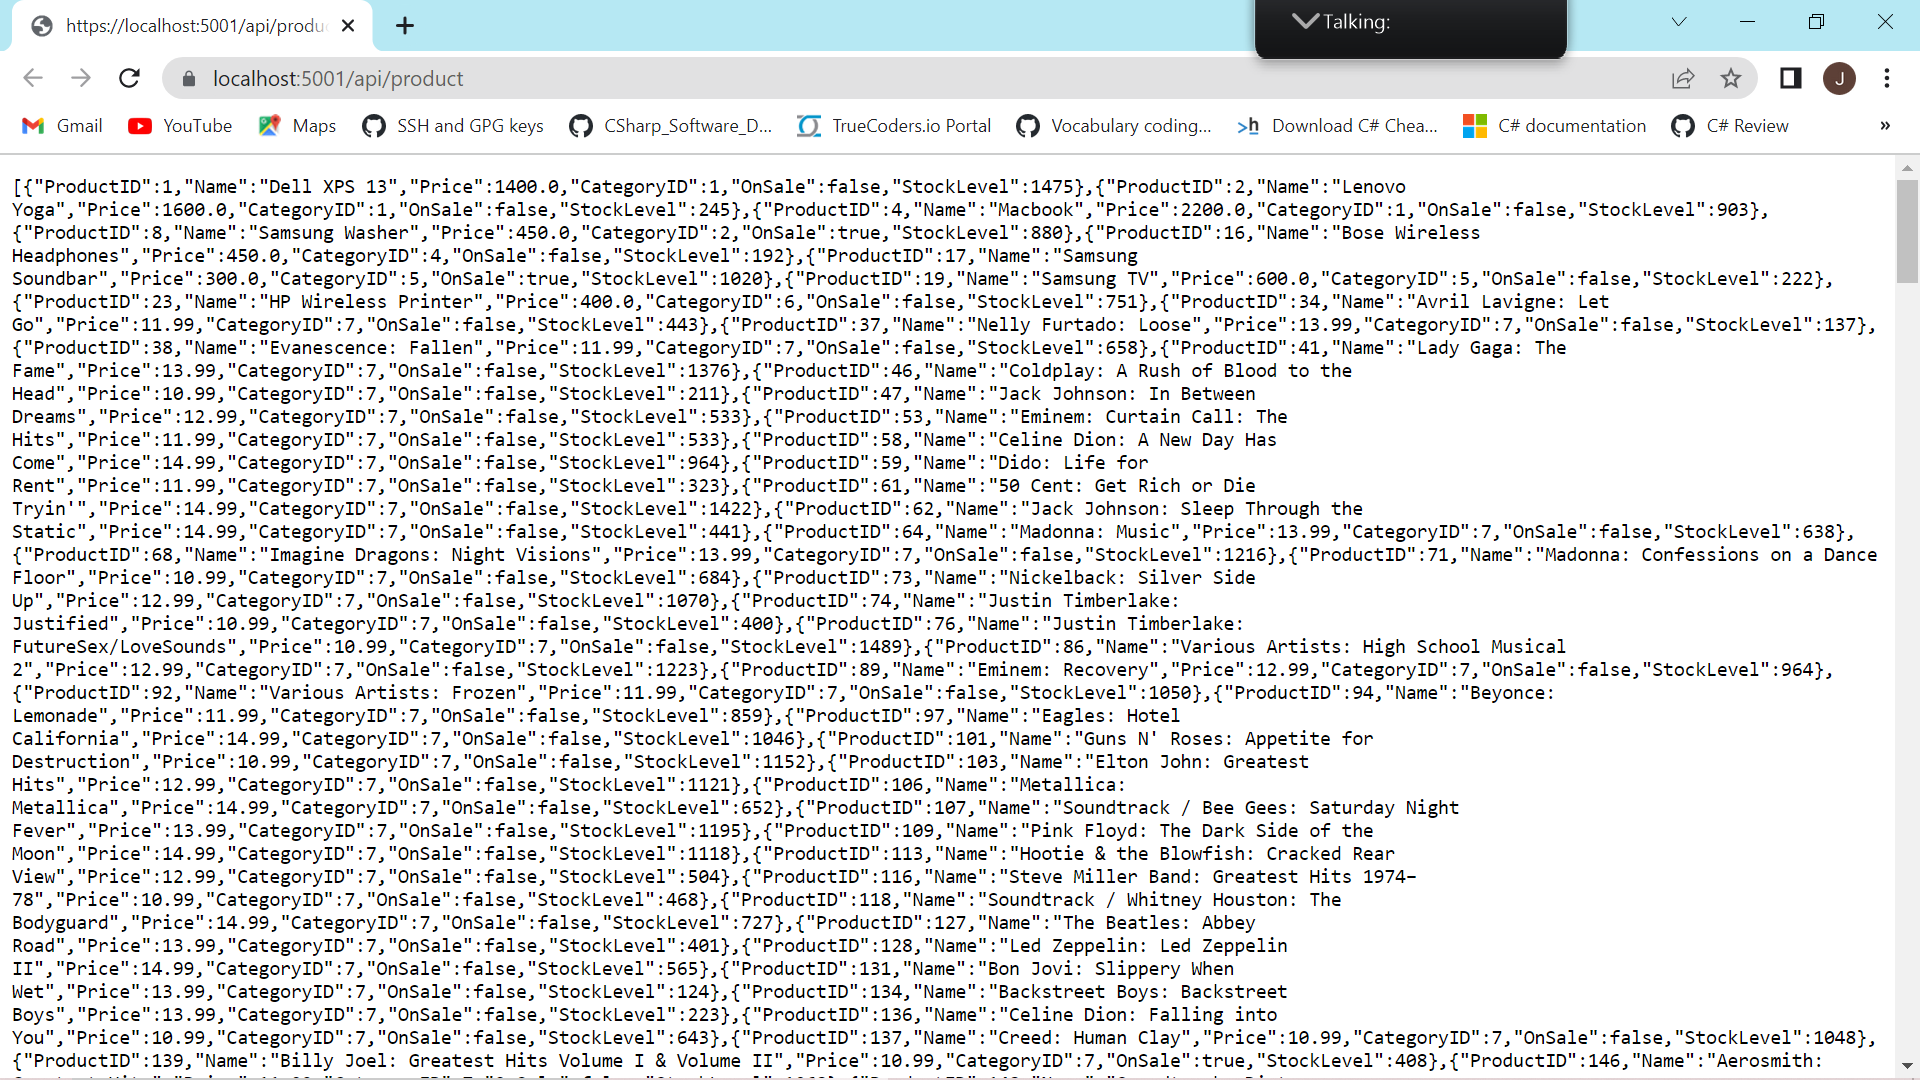 https://localhost:5001/api/produ
Talking:
localhost:5001/api/product
J
Gmail
YouTube
Maps
SSH and GPG keys
CSharp_Software_D...
TrueCoders.io Portal
Vocabulary coding...
Download C# Chea...
C# documentation
C# Review
»
[{"ProductID":1,"Name":"Dell XPS 13","Price":1400.0,"CategoryID":1,"OnSale":false,"StockLevel":1475},{"ProductID":2,"Name":"Lenovo
Yoga","Price":1600.0,"CategoryID":1,"OnSale":false,"StockLevel":245},{"ProductID":4,"Name":"Macbook","Price":2200.0,"CategoryID":1,"OnSale":false,"StockLevel":903},
{"ProductID":8,"Name":"Samsung Washer","Price":450.0,"CategoryID":2,"OnSale":true,"StockLevel":880},{"ProductID":16,"Name":"Bose Wireless
Headphones","Price":450.0,"CategoryID":4,"OnSale":false,"StockLevel":192},{"ProductID":17,"Name":"Samsung
Soundbar","Price":300.0,"CategoryID":5,"OnSale":true,"StockLevel":1020},{"ProductID":19,"Name":"Samsung TV","Price":600.0,"CategoryID":5,"OnSale":false,"StockLevel":222},
{"ProductID":23,"Name":"HP Wireless Printer","Price":400.0,"CategoryID":6,"OnSale":false,"StockLevel":751},{"ProductID":34,"Name":"Avril Lavigne: Let
Go","Price":11.99,"CategoryID":7,"OnSale":false,"StockLevel":443},{"ProductID":37,"Name":"Nelly Furtado: Loose","Price":13.99,"CategoryID":7,"OnSale":false,"StockLevel":137},
{"ProductID":38,"Name":"Evanescence: Fallen","Price":11.99,"CategoryID":7,"OnSale":false,"StockLevel":658},{"ProductID":41,"Name":"Lady Gaga: The
Fame","Price":13.99,"CategoryID":7,"OnSale":false,"StockLevel":1376},{"ProductID":46,"Name":"Coldplay: A Rush of Blood to the
Head","Price":10.99,"CategoryID":7,"OnSale":false,"StockLevel":211},{"ProductID":47,"Name":"Jack Johnson: In Between
Dreams","Price":12.99,"CategoryID":7,"OnSale":false,"StockLevel":533},{"ProductID":53,"Name":"Eminem: Curtain Call: The
Hits","Price":11.99,"CategoryID":7,"OnSale":false,"StockLevel":533},{"ProductID":58,"Name":"Celine Dion: A New Day Has
Come","Price":14.99,"CategoryID":7,"OnSale":false,"StockLevel":964},{"ProductID":59,"Name":"Dido: Life for
Rent","Price":11.99,"CategoryID":7,"OnSale":false,"StockLevel":323},{"ProductID":61,"Name":"50 Cent: Get Rich or Die
Tryin'","Price":14.99,"CategoryID":7,"OnSale":false,"StockLevel":1422},{"ProductID":62,"Name":"Jack Johnson: Sleep Through the
Static","Price":14.99,"CategoryID":7,"OnSale":false,"StockLevel":441},{"ProductID":64,"Name":"Madonna: Music","Price":13.99,"CategoryID":7,"OnSale":false,"StockLevel":638},
{"ProductID":68,"Name":"Imagine Dragons: Night Visions","Price":13.99,"CategoryID":7,"OnSale":false,"StockLevel":1216},{"ProductID":71,"Name":"Madonna: Confessions on a Dance
Floor","Price":10.99,"CategoryID":7,"OnSale":false,"StockLevel":684},{"ProductID":73,"Name":"Nickelback: Silver Side
Up","Price":12.99,"CategoryID":7,"OnSale":false,"StockLevel":1070},{"ProductID":74,"Name":"Justin Timberlake:
Justified","Price":10.99,"CategoryID":7,"OnSale":false,"StockLevel":400},{"ProductID":76,"Name":"Justin Timberlake:
FutureSex/LoveSounds","Price":10.99,"CategoryID":7,"OnSale":false,"StockLevel":1489},{"ProductID":86,"Name":"Various Artists: High School Musical
2","Price":12.99,"CategoryID":7,"OnSale":false,"StockLevel":1223},{"ProductID":89,"Name":"Eminem: Recovery","Price":12.99,"CategoryID":7,"OnSale":false,"StockLevel":964},
{"ProductID":92,"Name":"Various Artists: Frozen","Price":11.99,"CategoryID":7,"OnSale":false,"StockLevel":1050},{"ProductID":94,"Name":"Beyonce:
Lemonade","Price":11.99,"CategoryID":7,"OnSale":false,"StockLevel":859},{"ProductID":97,"Name":"Eagles: Hotel
California","Price":14.99,"CategoryID":7,"OnSale":false,"StockLevel":1046},{"ProductID":101,"Name":"Guns N' Roses: Appetite for
Destruction","Price":10.99,"CategoryID":7,"OnSale":false,"StockLevel":1152},{"ProductID":103,"Name":"Elton John: Greatest
Hits","Price":12.99,"CategoryID":7,"OnSale":false,"StockLevel":1121},{"ProductID":106,"Name":"Metallica:
Metallica","Price":14.99,"CategoryID":7,"OnSale":false,"StockLevel":652},{"ProductID":107,"Name":"Soundtrack / Bee Gees: Saturday Night
Fever","Price":13.99,"CategoryID":7,"OnSale":false,"StockLevel":1195},{"ProductID":109,"Name":"Pink Floyd: The Dark Side of the
Moon","Price":14.99,"CategoryID":7,"OnSale":false,"StockLevel":1118},{"ProductID":113,"Name":"Hootie & the Blowfish: Cracked Rear
View","Price":12.99,"CategoryID":7,"OnSale":false,"StockLevel":504},{"ProductID":116,"Name":"Steve Miller Band: Greatest Hits 1974–
78","Price":10.99,"CategoryID":7,"OnSale":false,"StockLevel":468},{"ProductID":118,"Name":"Soundtrack / Whitney Houston: The
Bodyguard","Price":14.99,"CategoryID":7,"OnSale":false,"StockLevel":727},{"ProductID":127,"Name":"The Beatles: Abbey
Road","Price":13.99,"CategoryID":7,"OnSale":false,"StockLevel":401},{"ProductID":128,"Name":"Led Zeppelin: Led Zeppelin
II","Price":14.99,"CategoryID":7,"OnSale":false,"StockLevel":565},{"ProductID":131,"Name":"Bon Jovi: Slippery When
Wet","Price":13.99,"CategoryID":7,"OnSale":false,"StockLevel":124},{"ProductID":134,"Name":"Backstreet Boys: Backstreet
Boys","Price":13.99,"CategoryID":7,"OnSale":false,"StockLevel":223},{"ProductID":136,"Name":"Celine Dion: Falling into
You","Price":10.99,"CategoryID":7,"OnSale":false,"StockLevel":643},{"ProductID":137,"Name":"Creed: Human Clay","Price":10.99,"CategoryID":7,"OnSale":false,"StockLevel":1048},
{"ProductID":139,"Name":"Billy Joel: Greatest Hits Volume I & Volume II","Price":10.99,"CategoryID":7,"OnSale":true,"StockLevel":408},{"ProductID":146,"Name":"Aerosmith: